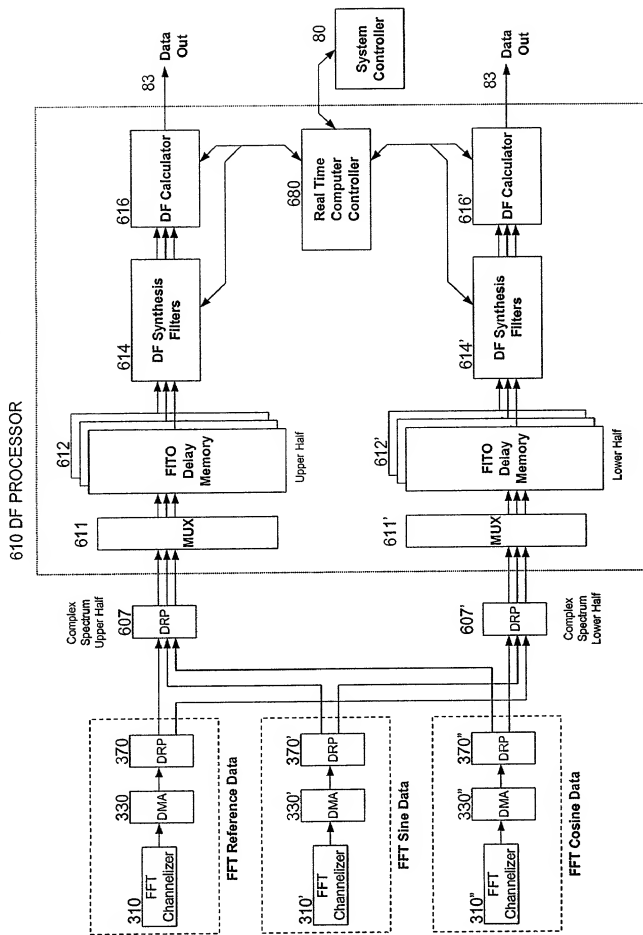 610 DF PROCESSOR
310
FFT
Channelizer
330
DMA
370
DRP
FFT Reference Data
310'
FFT
Channelizer
330'
DMA
370'
DRP
FFT Sine Data
310"
FFT
Channelizer
330"
DMA
370"
DRP
FFT Cosine Data
Complex
Spectrum
Upper Half
607
DRP
607'
DRP
Complex
Spectrum
Lower Half
611
MUX
612
FITO
Delay
Memory
Upper Half
614
DF Synthesis
Filters
616
DF Calculator
83
Data
Out
680
Real Time
Computer
Controller
80
System
Controller
611'
MUX
612'
FITO
Delay
Memory
Lower Half
614'
DF Synthesis
Filters
616'
DF Calculator
83
Data
Out